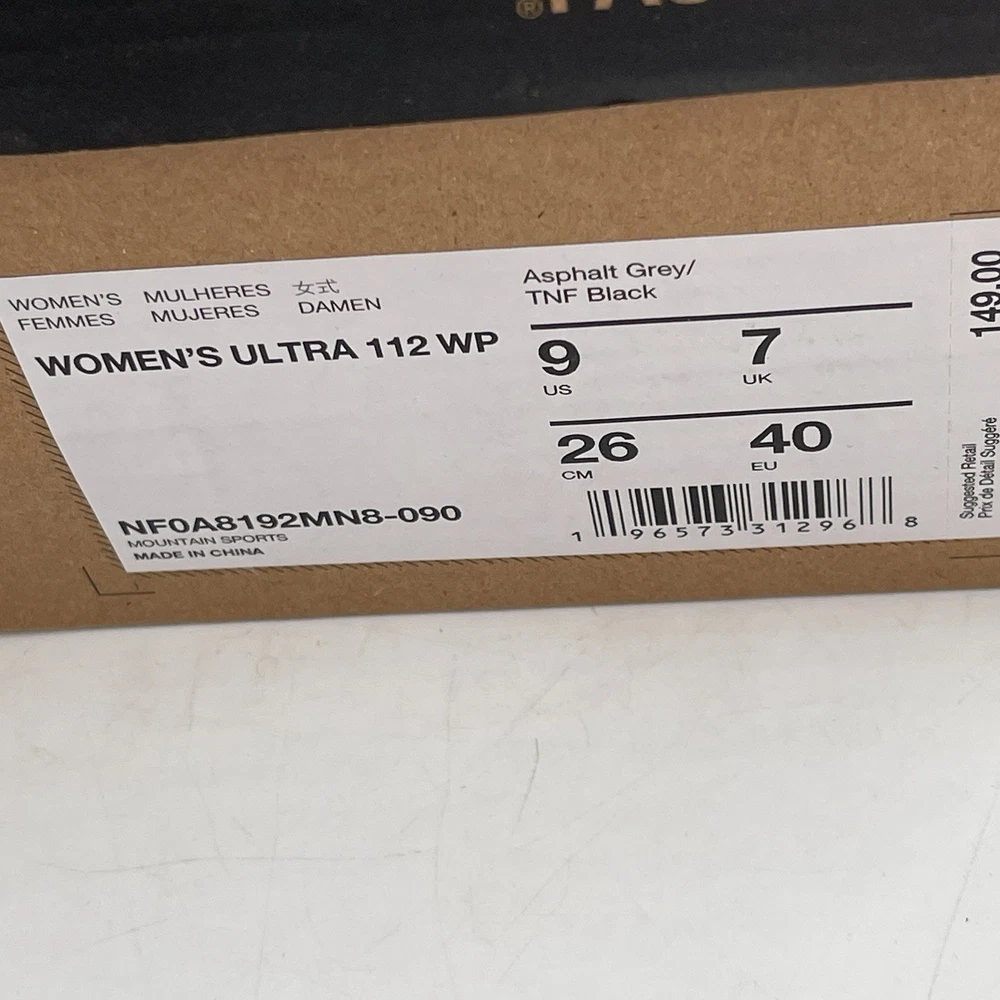 ®
WOMEN'S MULHERES 女式
FEMMES MUJERES DAMEN
WOMEN'S ULTRA 112 WP
NF0A8192MN8-090
MOUNTAIN SPORTS
MADE IN CHINA
Asphalt Grey/
TNF Black
9 7
US UK
26 40
CM EU
1 96573 31296 8
149.00
Suggested Retail
Prix de Détail Suggéré